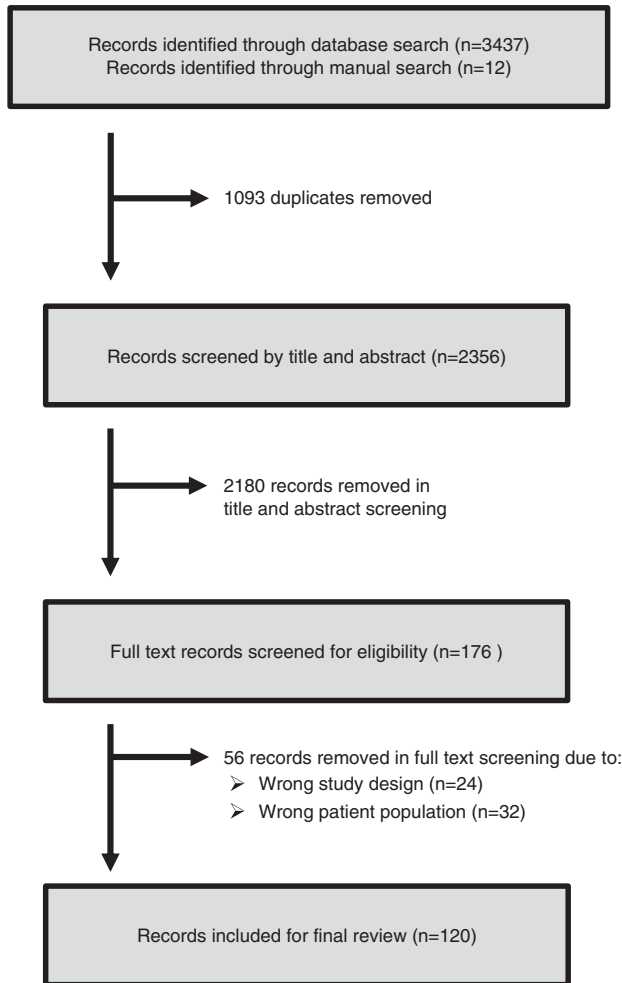 Records identified through database search (n=3437)
Records identified through manual search (n=12)
1093 duplicates removed
Records screened by title and abstract (n=2356)
2180 records removed in
title and abstract screening
Full text records screened for eligibility (n=176 )
56 records removed in full text screening due to:
➢ Wrong study design (n=24)
➢ Wrong patient population (n=32)
Records included for final review (n=120)